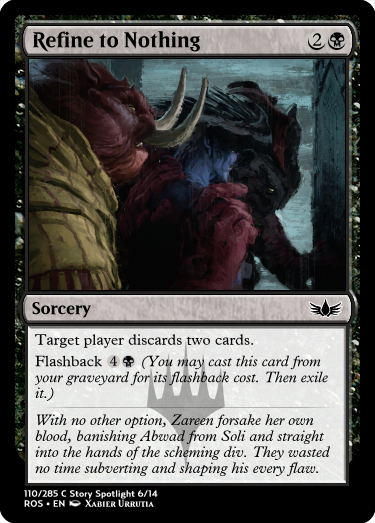 Refine to Nothing 2
Sorcery
Target player discards two cards.
Flashback 4 (You may cast this card from
your graveyard for its flashback cost. Then exile
it.)
With no other option, Zareen forsake her own
blood, banishing Abwad from Soli and straight
into the hands of the scheming div. They wasted
no time subverting and shaping his every flaw.
110/285 C Story Spotlight 6/14
ROS • EN Xabier Urrutia